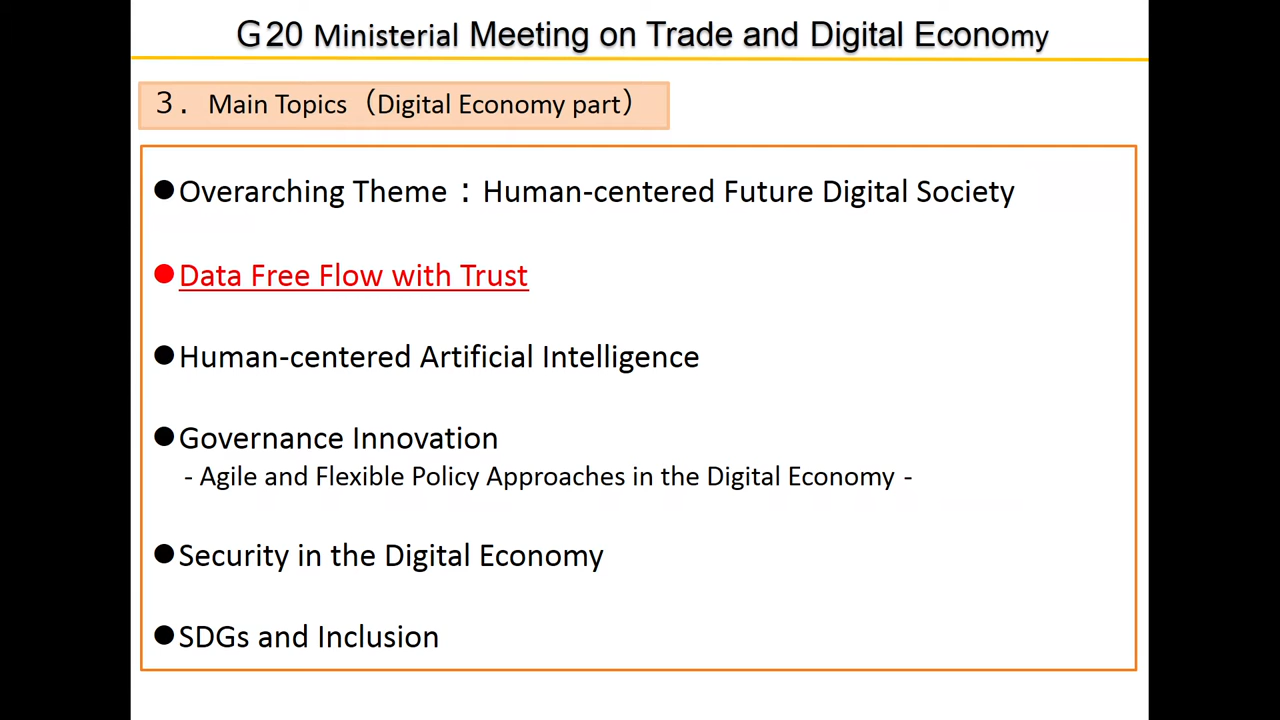 G20 Ministerial Meeting on Trade and Digital Economy
３．Main Topics（Digital Economy part）
●Overarching Theme：Human-centered Future Digital Society
●Data Free Flow with Trust
●Human-centered Artificial Intelligence
●Governance Innovation
- Agile and Flexible Policy Approaches in the Digital Economy -
●Security in the Digital Economy
●SDGs and Inclusion